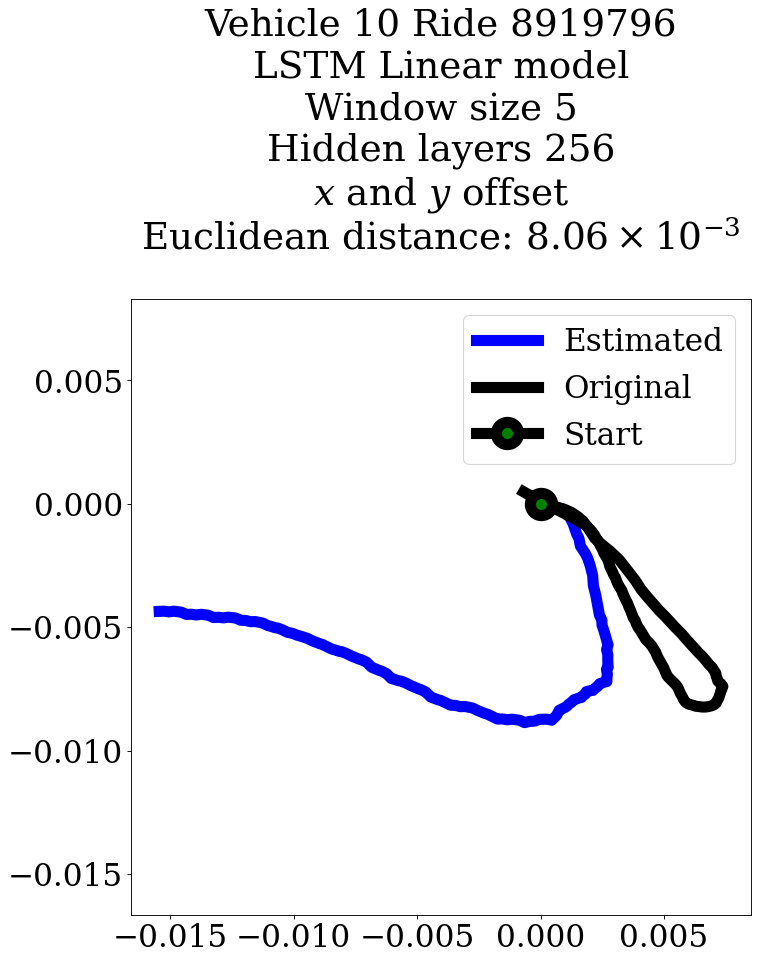 Vehicle 10 Ride 8919796
LSTM Linear model
Window size 5
Hidden layers 256
x and y offset
Euclidean distance: 8.06 × 10⁻³
Estimated
Original
Start
0.005
0.000
−0.005
−0.010
−0.015
−0.015 −0.010 −0.005 0.000 0.005